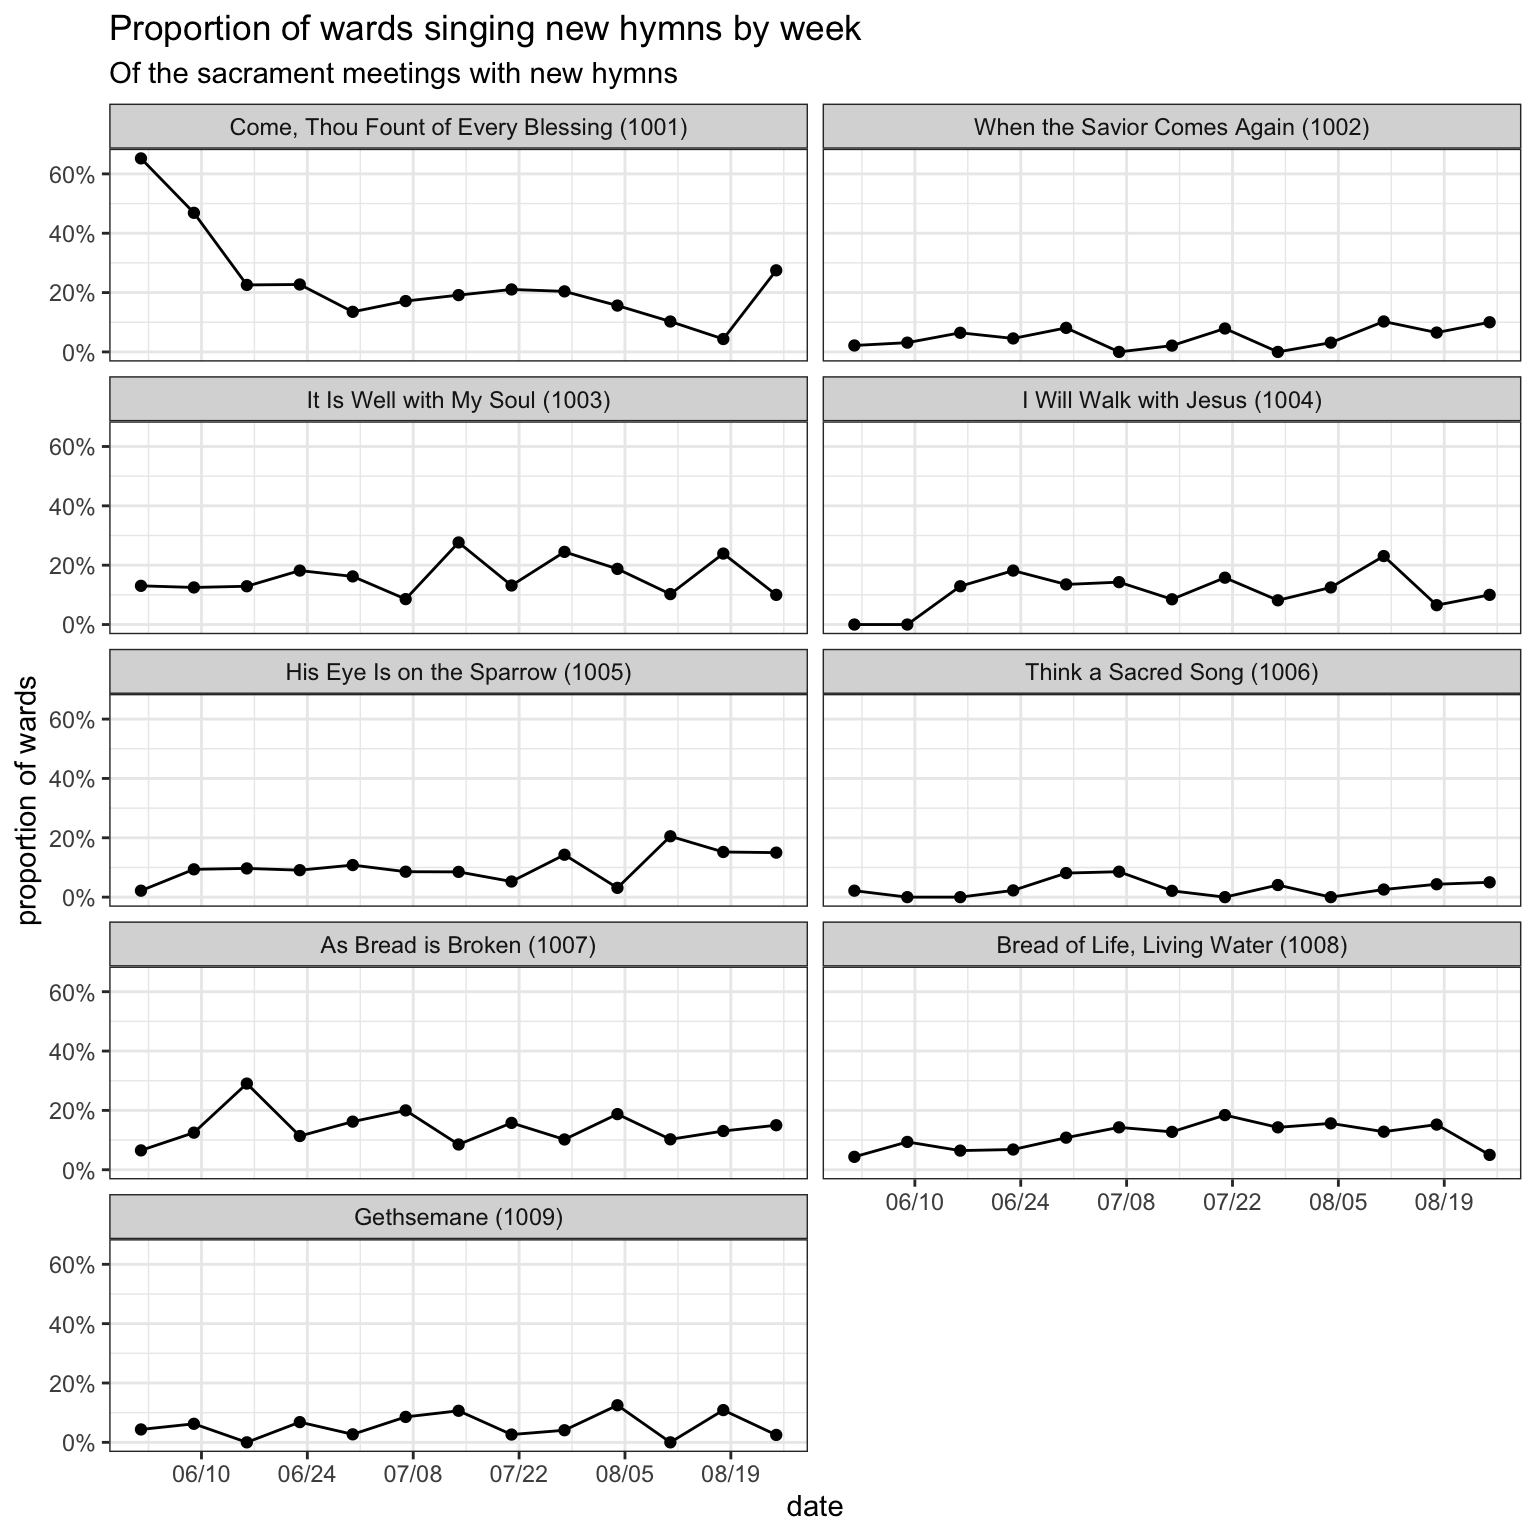 Proportion of wards singing new hymns by week
Of the sacrament meetings with new hymns
Come, Thou Fount of Every Blessing (1001)
60%
40%
20%
0%
When the Savior Comes Again (1002)
It Is Well with My Soul (1003)
60%
40%
20%
0%
I Will Walk with Jesus (1004)
His Eye Is on the Sparrow (1005)
60%
40%
20%
0%
Think a Sacred Song (1006)
As Bread is Broken (1007)
60%
40%
20%
0%
Bread of Life, Living Water (1008)
06/10 06/24 07/08 07/22 08/05 08/19
Gethsemane (1009)
60%
40%
20%
0%
06/10 06/24 07/08 07/22 08/05 08/19
date
proportion of wards